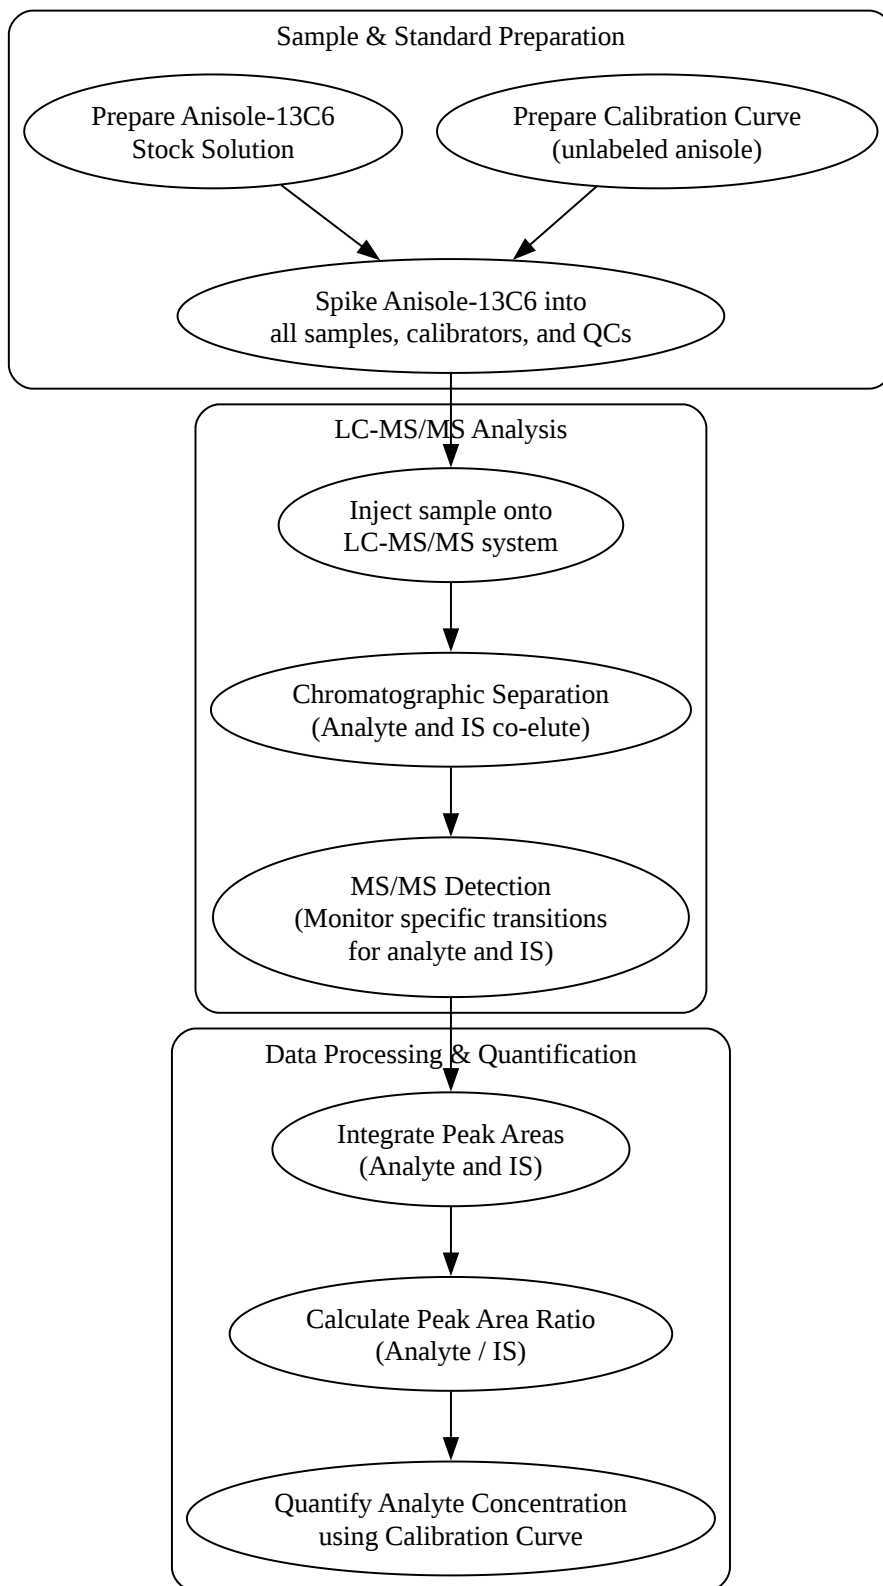 Sample & Standard Preparation
Prepare Anisole-13C6
Stock Solution
Prepare Calibration Curve
(unlabeled anisole)
Spike Anisole-13C6 into
all samples, calibrators, and QCs
LC-MS/MS Analysis
Inject sample onto
LC-MS/MS system
Chromatographic Separation
(Analyte and IS co-elute)
MS/MS Detection
(Monitor specific transitions
for analyte and IS)
Data Processing & Quantification
Integrate Peak Areas
(Analyte and IS)
Calculate Peak Area Ratio
(Analyte / IS)
Quantify Analyte Concentration
using Calibration Curve